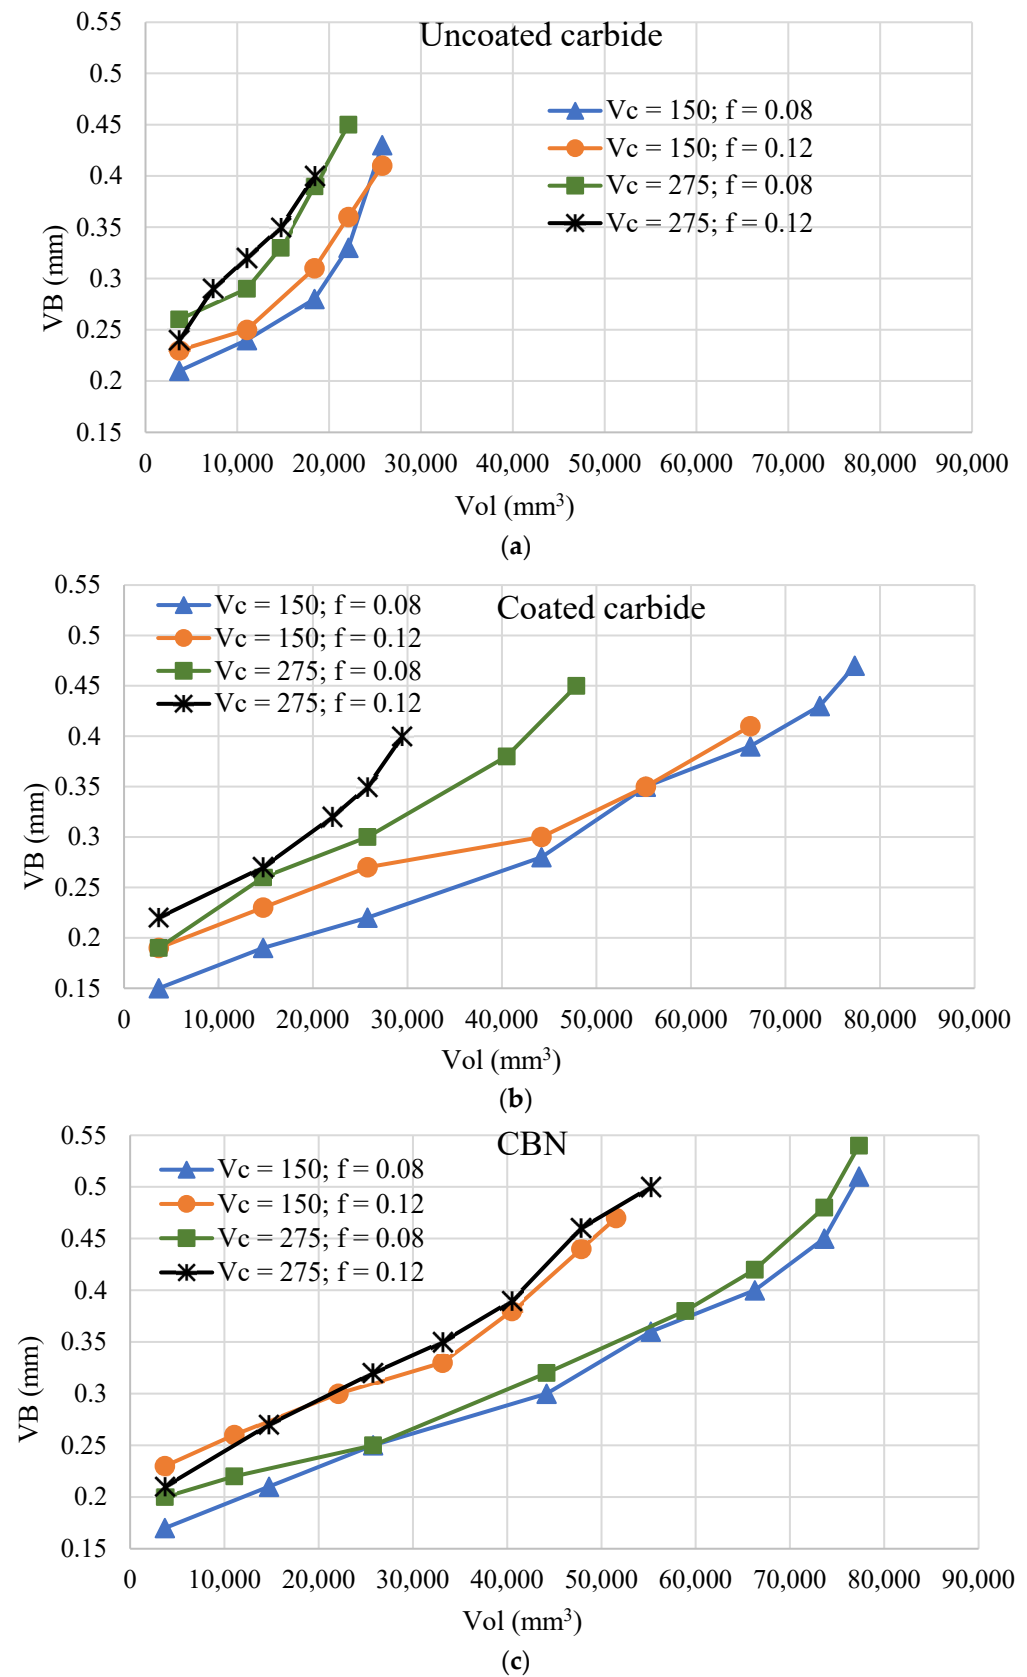 Uncoated carbide
0.55
0.5
0.45
0.4
0.35
0.3
0.25
0.2
0.15
VB (mm)
Vc = 150; f = 0.08
Vc = 150; f = 0.12
Vc = 275; f = 0.08
Vc = 275; f = 0.12
0 10,000 20,000 30,000 40,000 50,000 60,000 70,000 80,000 90,000
Vol (mm³)
(a)
Coated carbide
0.55
0.5
0.45
0.4
0.35
0.3
0.25
0.2
0.15
VB (mm)
Vc = 150; f = 0.08
Vc = 150; f = 0.12
Vc = 275; f = 0.08
Vc = 275; f = 0.12
0 10,000 20,000 30,000 40,000 50,000 60,000 70,000 80,000 90,000
Vol (mm³)
(b)
CBN
0.55
0.5
0.45
0.4
0.35
0.3
0.25
0.2
0.15
VB (mm)
Vc = 150; f = 0.08
Vc = 150; f = 0.12
Vc = 275; f = 0.08
Vc = 275; f = 0.12
0 10,000 20,000 30,000 40,000 50,000 60,000 70,000 80,000 90,000
Vol (mm³)
(c)